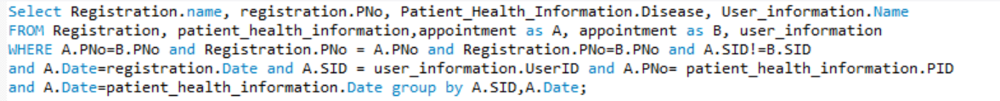 Select Registration.name, registration.PNo, Patient_Health_Information.Disease, User_information.Name
FROM Registration, patient_health_information,appointment as A, appointment as B, user_information
WHERE A.PNo=B.PNo and Registration.PNo = A.PNo and Registration.PNo=B.PNo and A.SID!=B.SID
and A.Date=registration.Date and A.SID = user_information.UserID and A.PNo= patient_health_information.PID
and A.Date=patient_health_information.Date group by A.SID,A.Date;